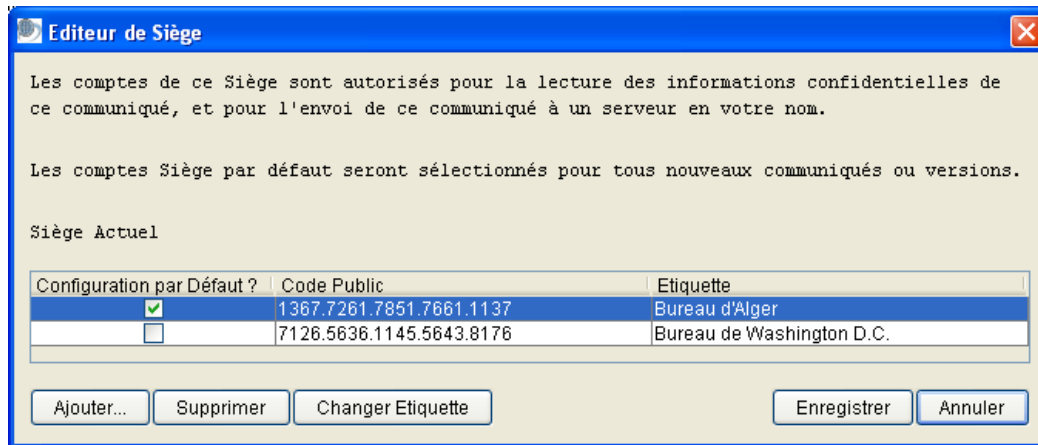 Editeur de Siège
Les comptes de ce Siège sont autorisés pour la lecture des informations confidentielles de
ce communiqué, et pour l'envoi de ce communiqué à un serveur en votre nom.
Les comptes Siège par défaut seront sélectionnés pour tous nouveaux communiqués ou versions.
Siège Actuel
Configuration par Défaut ? Code Public Etiquette
1367.7261.7851.7661.1137 Bureau d'Alger
7126.5636.1145.5643.8176 Bureau de Washington D.C.
Ajouter... Supprimer Changer Etiquette Enregistrer Annuler